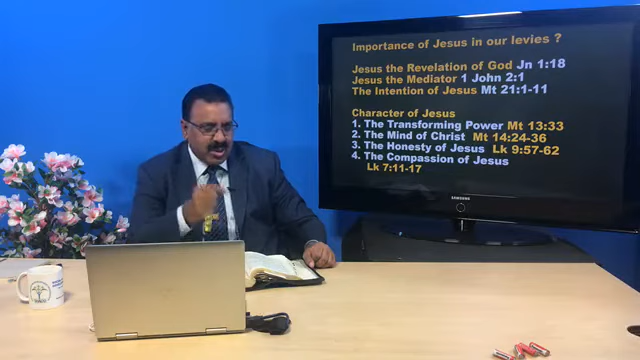 Importance of Jesus in our levies ?
Jesus the Revelation of God Jn 1:18
Jesus the Mediator 1 John 2:1
The Intention of Jesus Mt 21:1-11
Character of Jesus
1. The Transforming Power Mt 13:33
2. The Mind of Christ Mt 14:24-36
3. The Honesty of Jesus Lk 9:57-62
4. The Compassion of Jesus
Lk 7:11-17
SAMSUNG